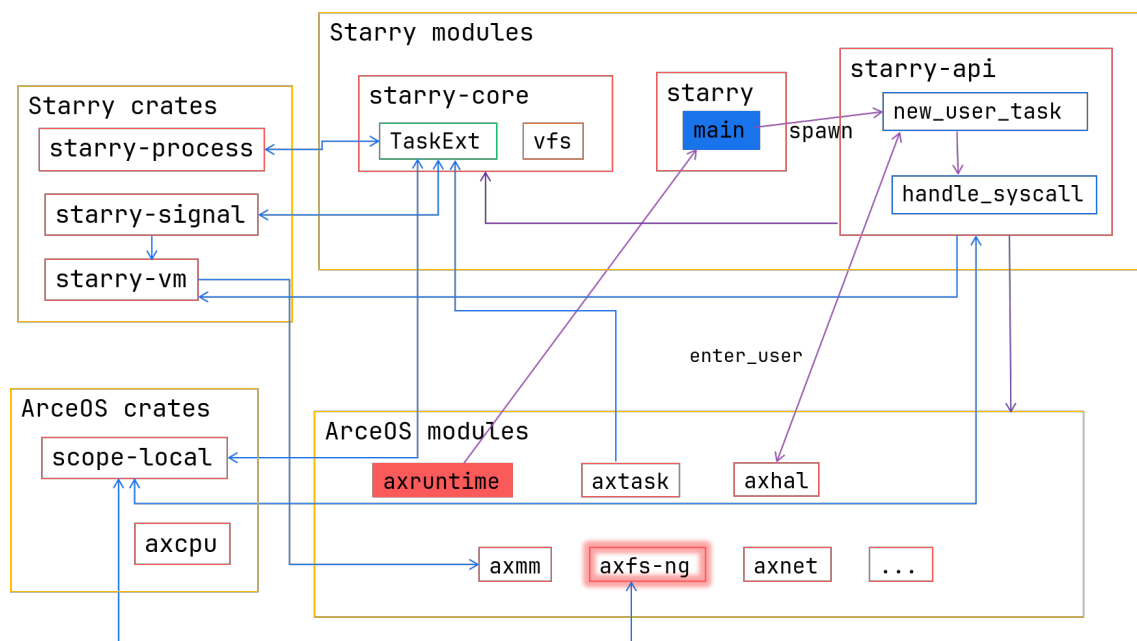 Starry modules
starry-core
TaskExt
vfs
starry
main
spawn
starry-api
new_user_task
handle_syscall
Starry crates
starry-process
starry-signal
starry-vm
enter_user
ArceOS crates
scope-local
axcpu
ArceOS modules
axruntime
axtask
axhal
axmm
axfs-ng
axnet
...